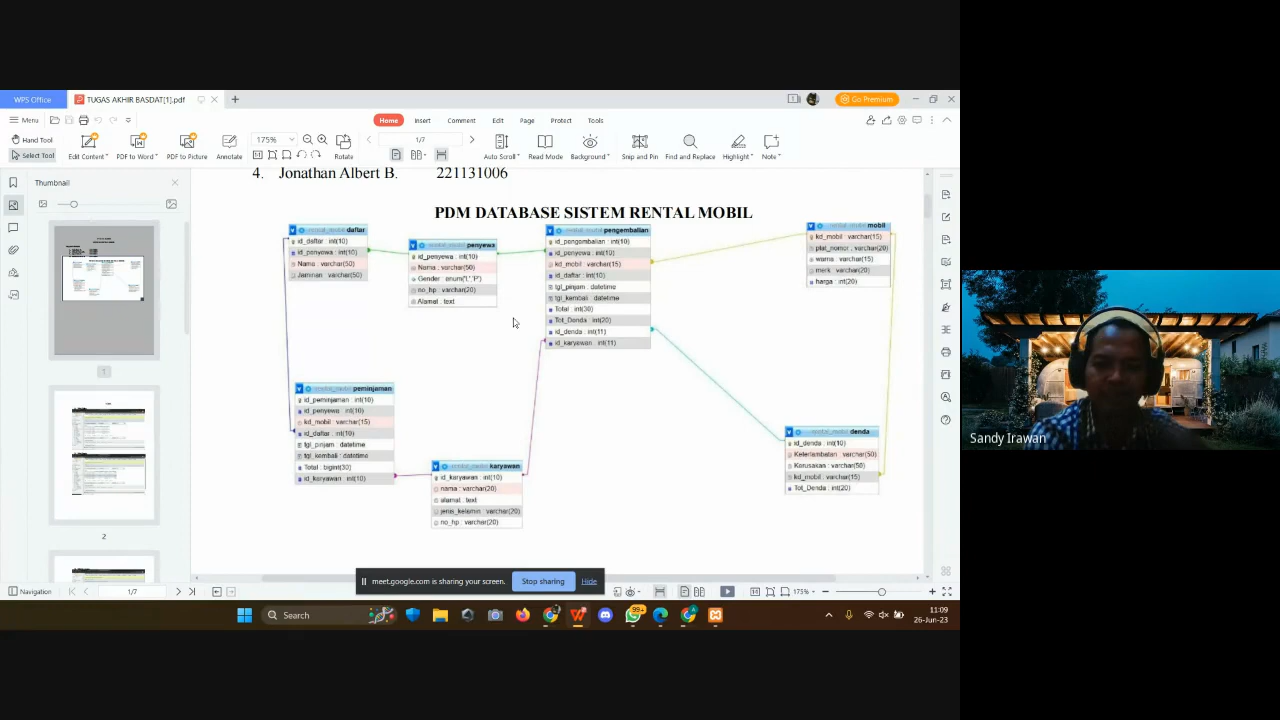 WPS Office
TUGAS AKHIR BASDAT[1].pdf
Go Premium
Menu
Home
Insert
Comment
Edit
Page
Protect
Tools
Hand Tool
Select Tool
Edit Content
PDF to Word
PDF to Picture
Annotate
175%
Rotate
1/7
Auto Scroll
Read Mode
Background
Snip and Pin
Find and Replace
Highlight
Note
Thumbnail
1
2
4. Jonathan Albert B. 221131006
PDM DATABASE SISTEM RENTAL MOBIL
daftar
id_daftar : int(10)
id_penyewa : int(10)
Nama : varchar(50)
Jaminan : varchar(50)
penyewa
id_penyewa : int(10)
Nama : varchar(50)
Gender : enum('L','P')
no_hp : varchar(20)
Alamat : text
pengembalian
id_pengembalian : int(10)
id_penyewa : int(10)
kd_mobil : varchar(15)
id_daftar : int(10)
tgl_pinjam : datetime
tgl_kembali : datetime
Total : int(30)
Tot_Denda : int(20)
id_denda : int(11)
id_karyawan : int(11)
mobil
kd_mobil : varchar(15)
plat_nomor : varchar(20)
warna : varchar(15)
merk : varchar(20)
harga : int(20)
peminjaman
id_peminjaman : int(10)
id_penyewa : int(10)
kd_mobil : varchar(15)
id_daftar : int(10)
tgl_pinjam : datetime
tgl_kembali : datetime
Total : bigint(30)
id_karyawan : int(10)
karyawan
id_karyawan : int(10)
nama : varchar(20)
alamat : text
jenis_kelamin : varchar(20)
no_hp : varchar(20)
denda
id_denda : int(10)
Keterlambatan : varchar(50)
Kerusakan : varchar(50)
kd_mobil : varchar(15)
Tot_Denda : int(20)
Sandy Irawan
meet.google.com is sharing your screen.
Stop sharing
Hide
Navigation
1/7
173%
Search
99+
11:09
26-Jun-23